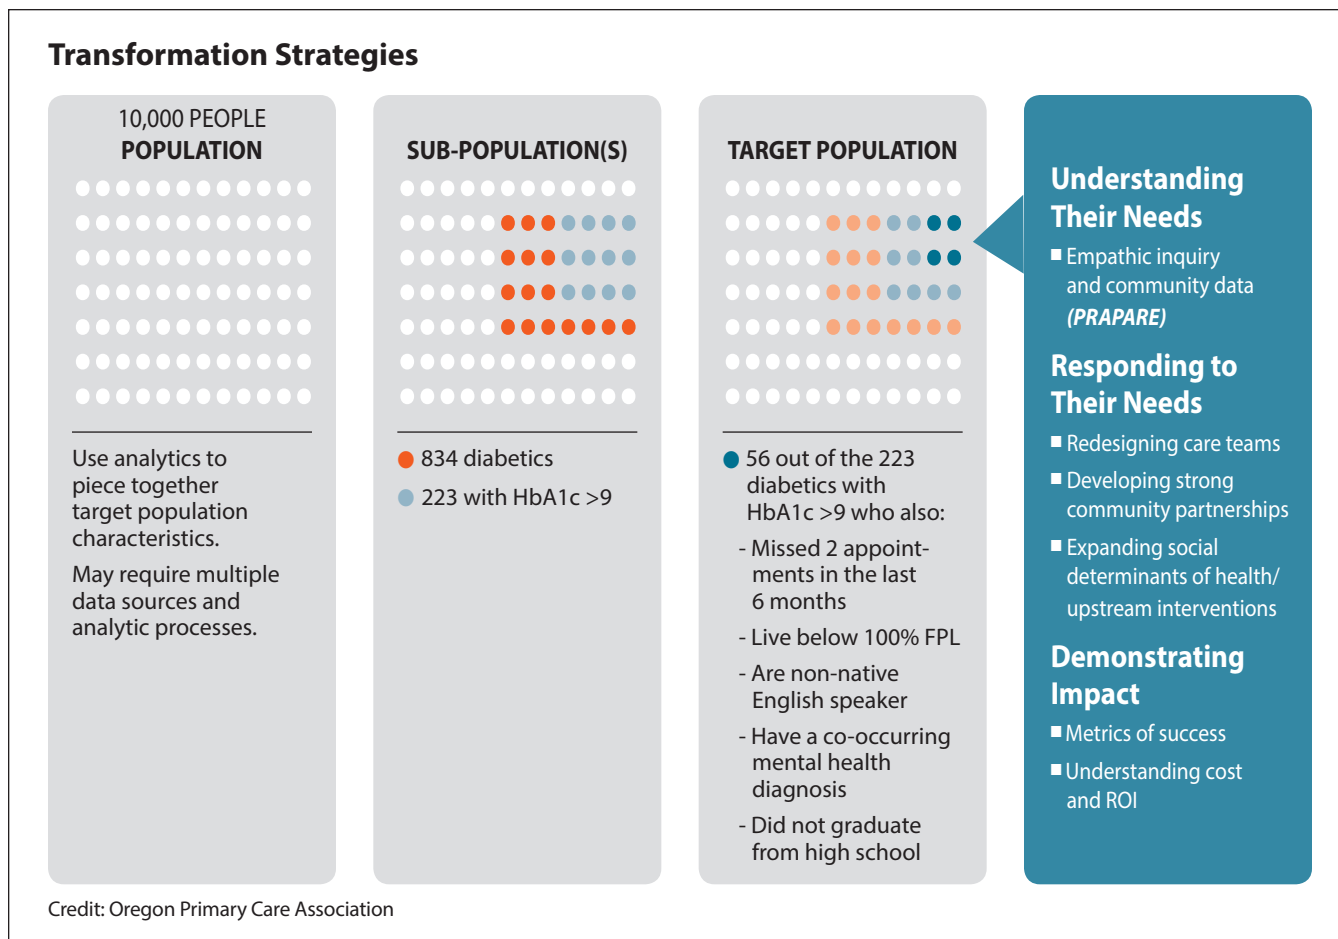 Transformation Strategies
10,000 PEOPLE
POPULATION
Use analytics to
piece together
target population
characteristics.
May require multiple
data sources and
analytic processes.
SUB-POPULATION(S)
834 diabetics
223 with HbA1c >9
TARGET POPULATION
56 out of the 223
diabetics with
HbA1c >9 who also:
- Missed 2 appoint-
ments in the last
6 months
- Live below 100% FPL
- Are non-native
English speaker
- Have a co-occurring
mental health
diagnosis
- Did not graduate
from high school
Understanding
Their Needs
■ Empathic inquiry
and community data
(PRAPARE)
Responding to
Their Needs
■ Redesigning care teams
■ Developing strong
community partnerships
■ Expanding social
determinants of health/
upstream interventions
Demonstrating
Impact
■ Metrics of success
■ Understanding cost
and ROI
Credit: Oregon Primary Care Association